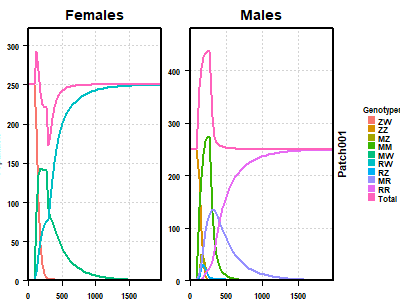 Females Males
300
250
200
150
100
50
0
0 500 1000 1500
400
300
200
100
0
0 500 1000 1500
Patch001
Genotypes
ZW
ZZ
MZ
MM
MW
RW
RZ
MR
RR
Total